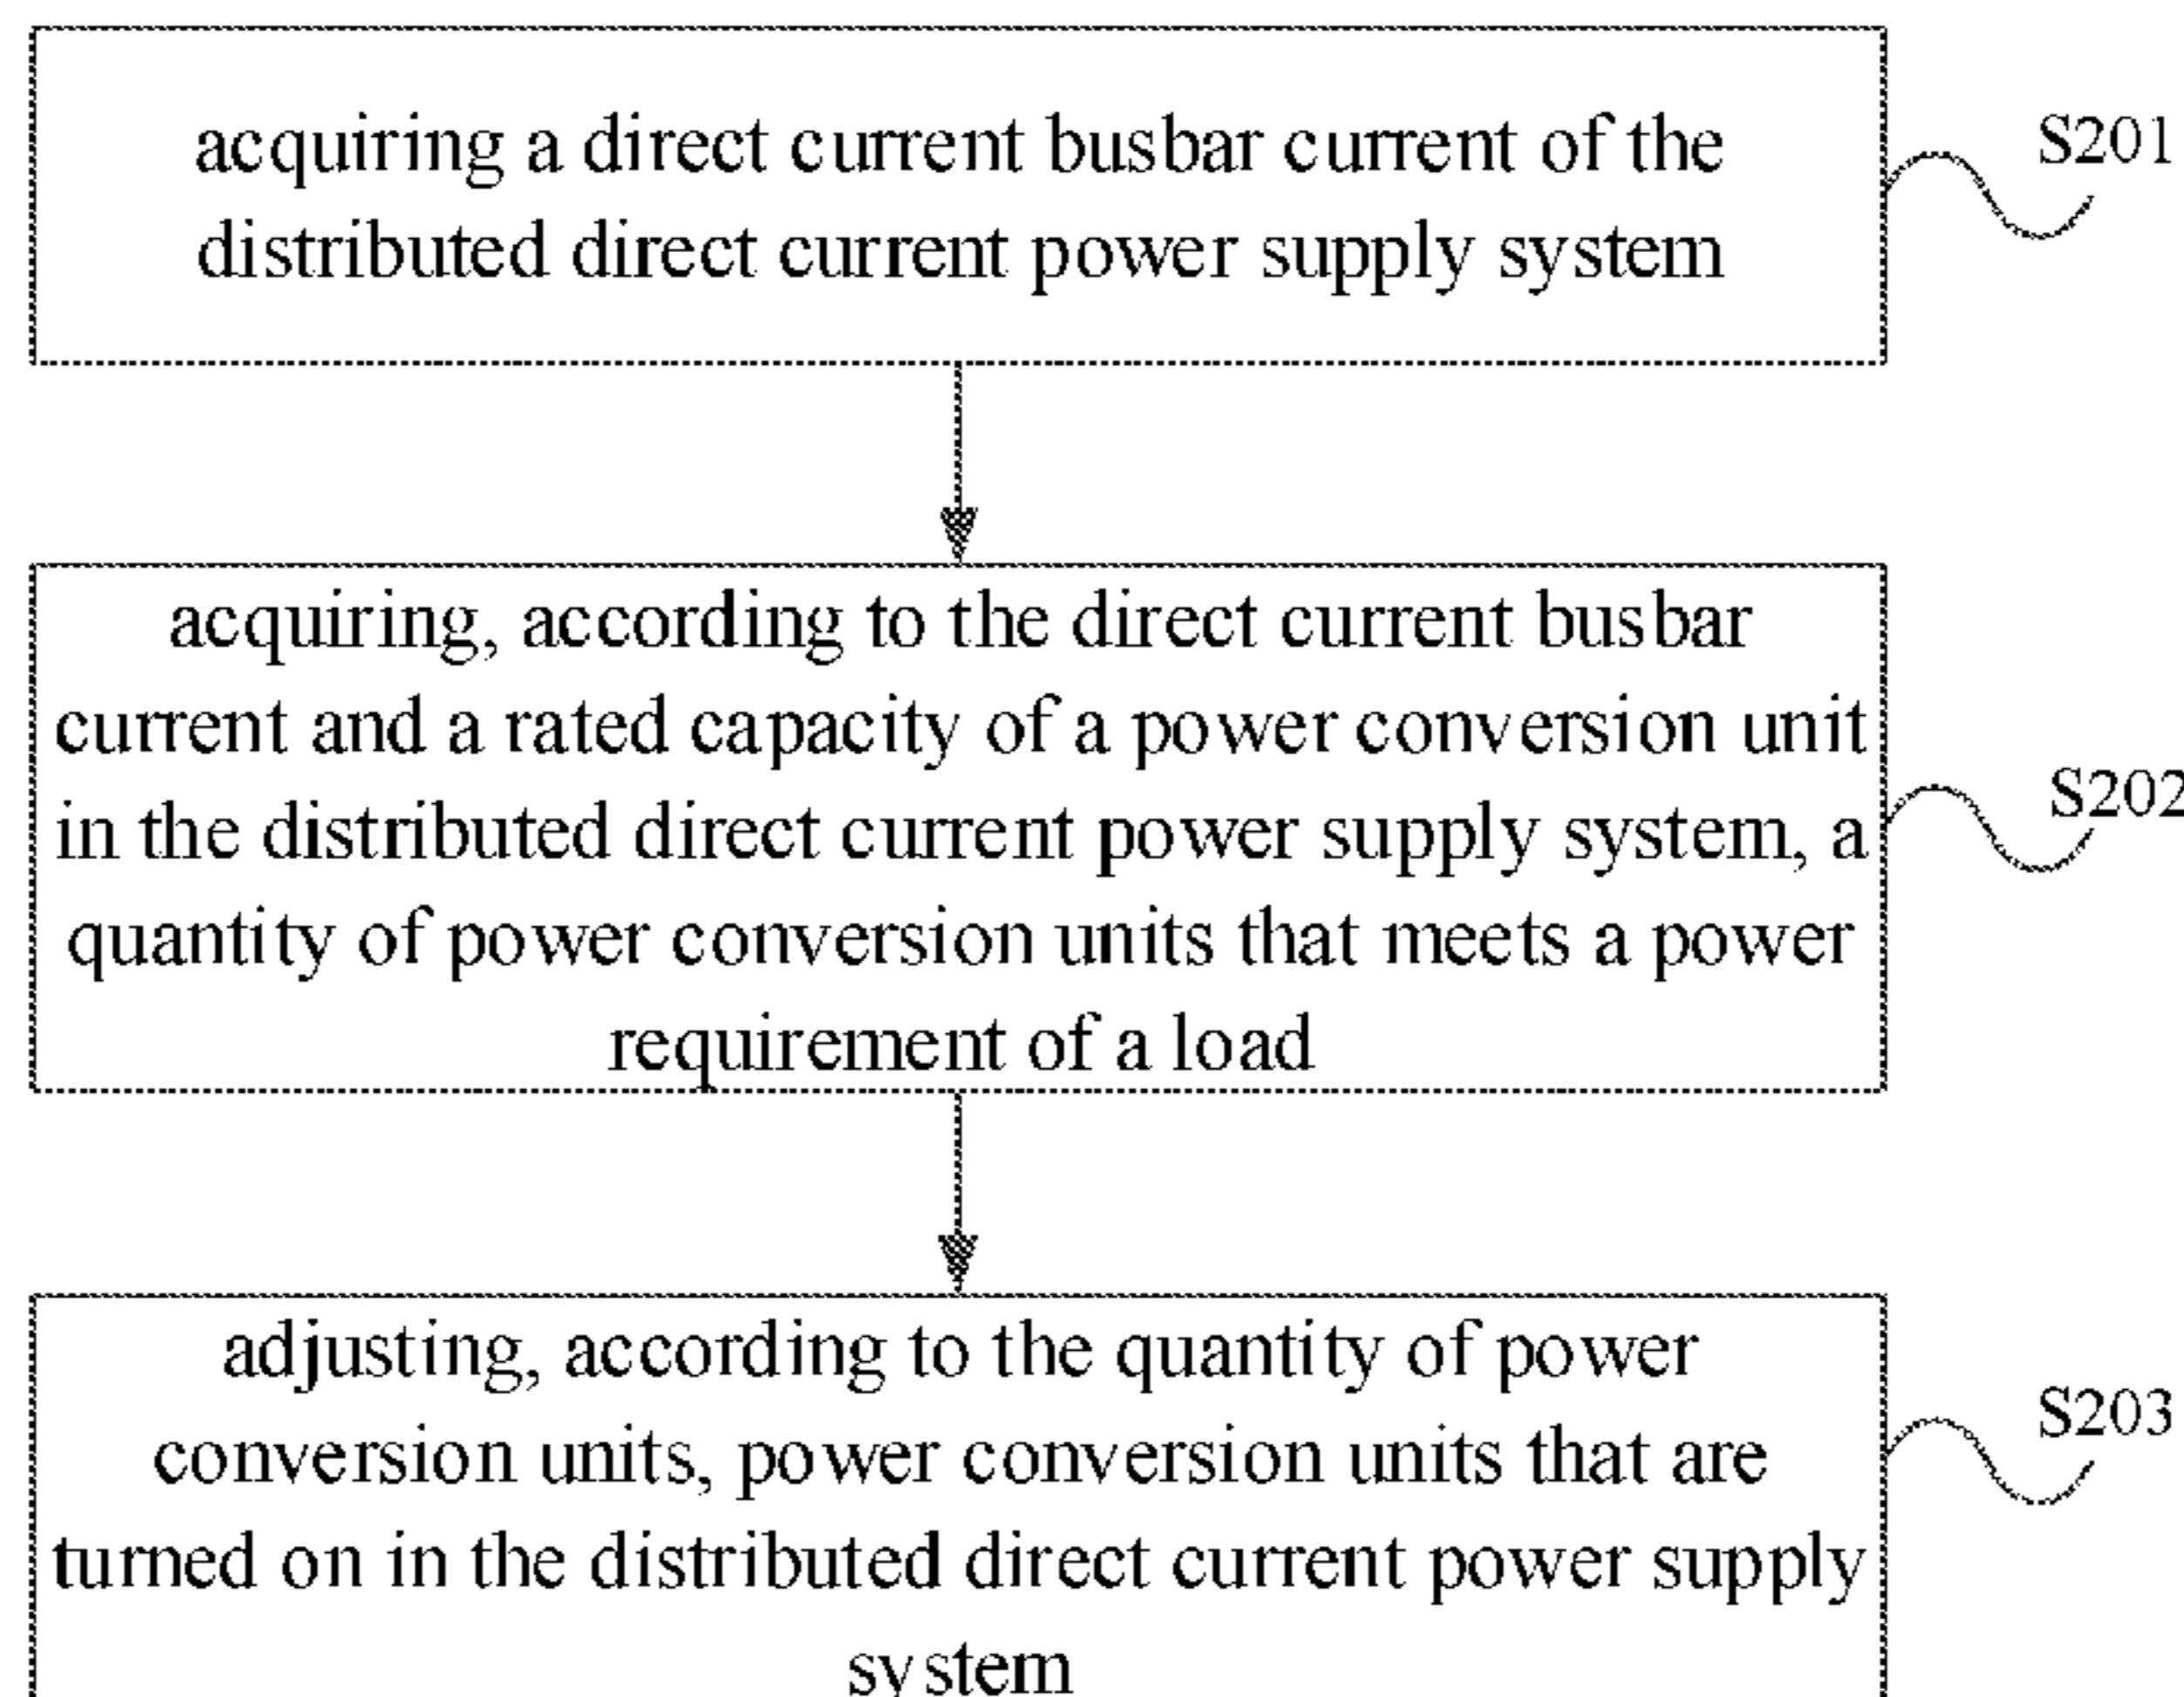 acquiring a direct current busbar current of the
distributed direct current power supply system
S201
acquiring, according to the direct current busbar
current and a rated capacity of a power conversion unit
in the distributed direct current power supply system, a
quantity of power conversion units that meets a power
requirement of a load
S202
adjusting, according to the quantity of power
conversion units, power conversion units that are
turned on in the distributed direct current power supply
system
S203